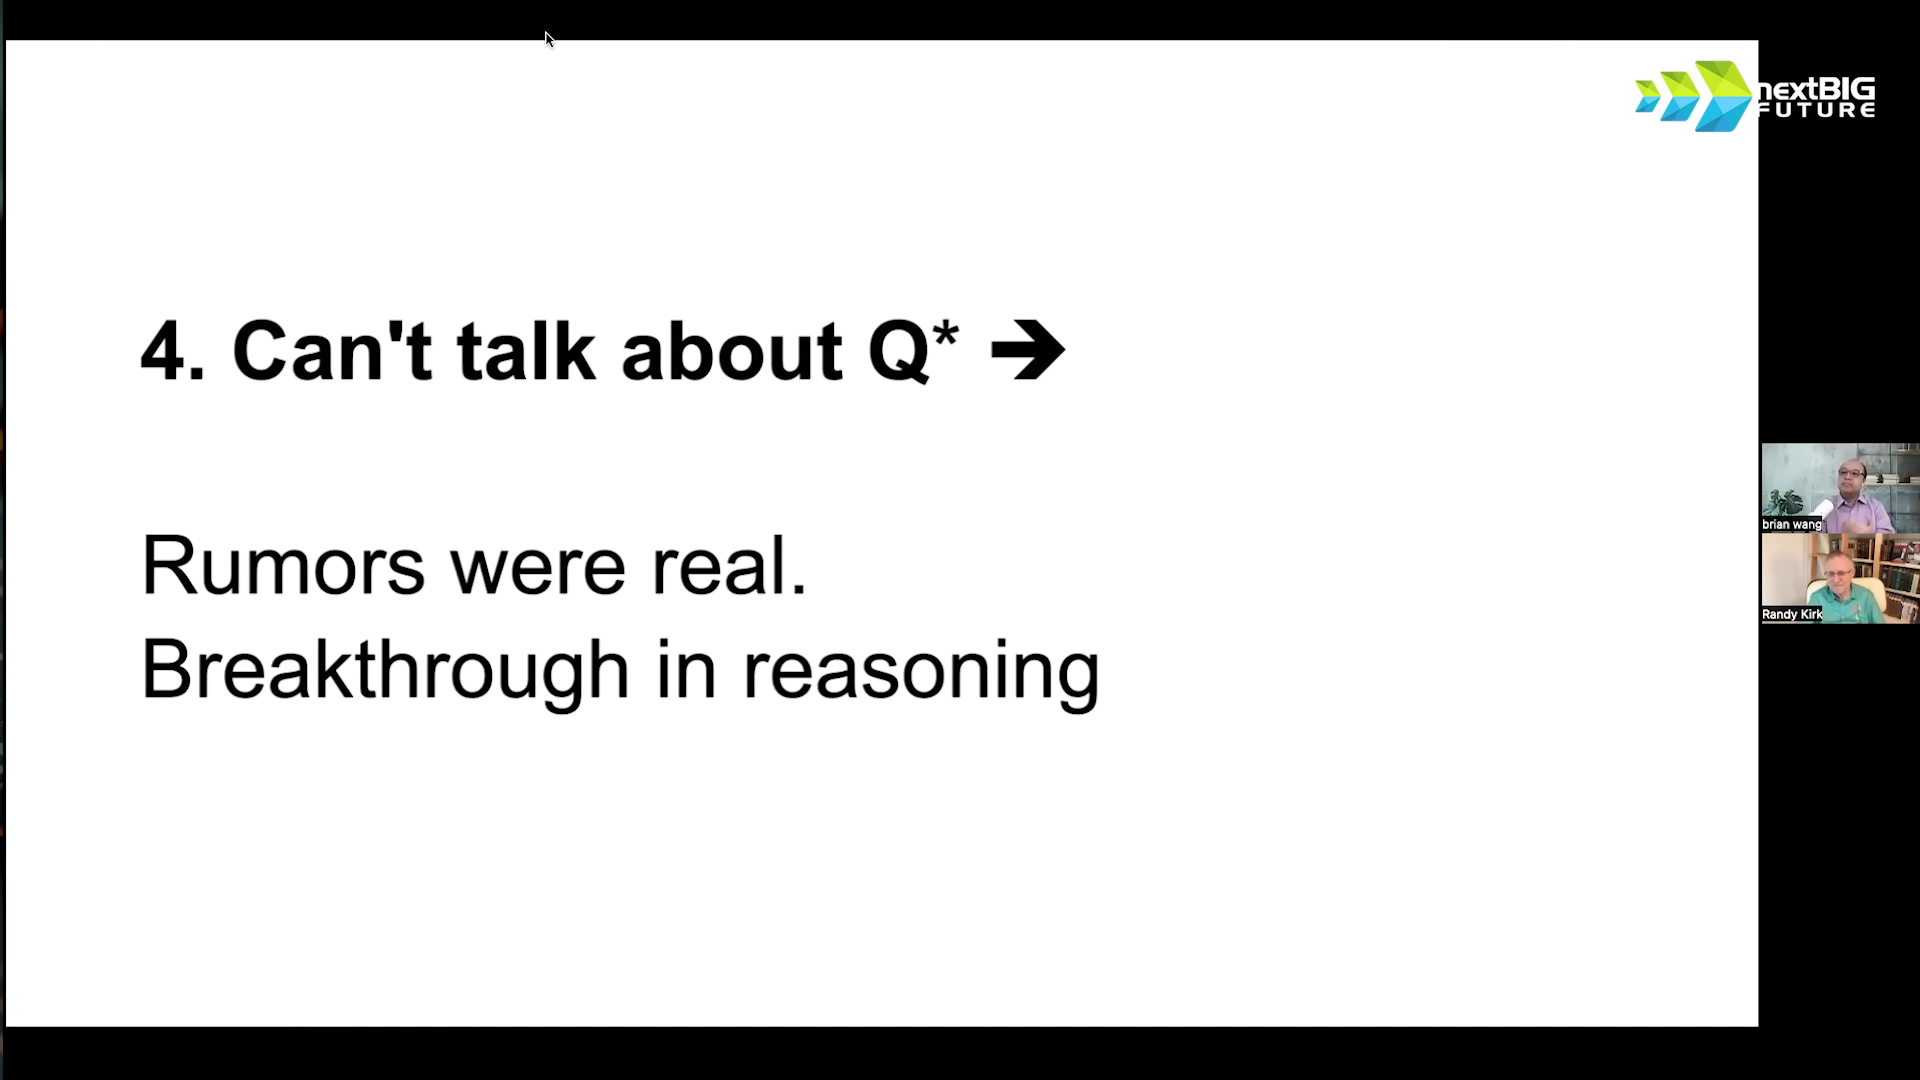 nextBIG
FUTURE
4. Can't talk about Q* ➔
Rumors were real.
Breakthrough in reasoning
brian wang
Randy Kirk